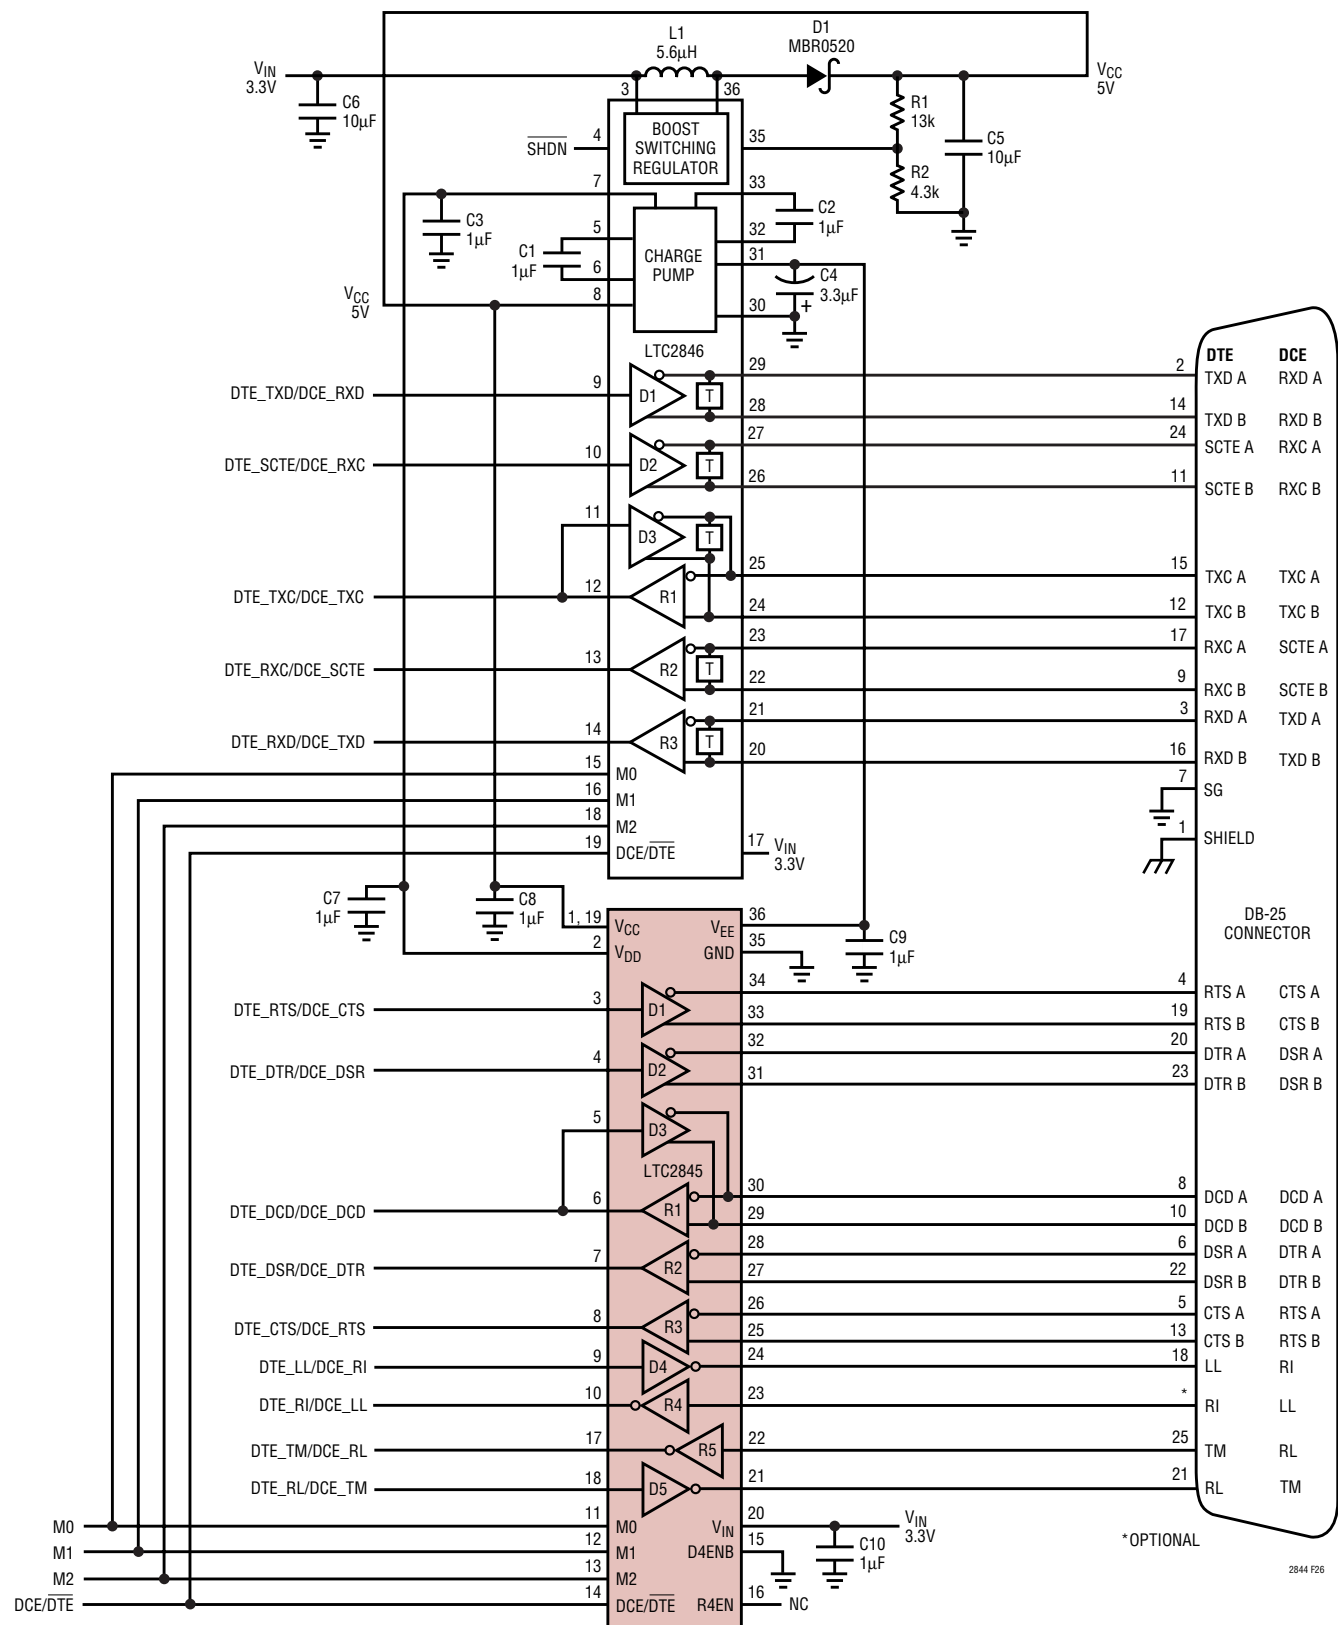 L1
5.6µH
D1
MBR0520
VIN
3.3V
VCC
5V
C6
10µF
3
36
R1
13k
C5
10µF
R2
4.3k
BOOST
SWITCHING
REGULATOR
SHDN
4
35
7
33
C3
1µF
C2
1µF
5
32
C1
1µF
6
CHARGE
PUMP
31
C4
3.3µF
+
VCC
5V
8
30
LTC2846
DTE_TXD/DCE_RXD
9
D1
T
29
28
DTE_SCTE/DCE_RXC
10
D2
T
27
26
11
D3
T
DTE_TXC/DCE_TXC
12
R1
25
24
DTE_RXC/DCE_SCTE
13
R2
T
23
22
DTE_RXD/DCE_TXD
14
R3
T
21
20
15
M0
16
M1
18
M2
19
DCE/DTE
17
VIN
3.3V
DTE DCE
2
TXD A RXD A
14
TXD B RXD B
24
SCTE A RXC A
11
SCTE B RXC B
15
TXC A TXC A
12
TXC B TXC B
17
RXC A SCTE A
9
RXC B SCTE B
3
RXD A TXD A
16
RXD B TXD B
7
SG
1
SHIELD
DB-25
CONNECTOR
C7
1µF
C8
1µF
1, 19
VCC
2
VDD
36
VEE
35
GND
C9
1µF
DTE_RTS/DCE_CTS
3
D1
34
33
4
RTS A CTS A
19
RTS B CTS B
DTE_DTR/DCE_DSR
4
D2
32
31
20
DTR A DSR A
23
DTR B DSR B
5
D3
LTC2845
DTE_DCD/DCE_DCD
6
R1
30
29
8
DCD A DCD A
10
DCD B DCD B
DTE_DSR/DCE_DTR
7
R2
28
27
6
DSR A DTR A
22
DSR B DTR B
DTE_CTS/DCE_RTS
8
R3
26
25
5
CTS A RTS A
13
CTS B RTS B
DTE_LL/DCE_RI
9
D4
24
18
LL RI
DTE_RI/DCE_LL
10
R4
23
*
RI LL
DTE_TM/DCE_RL
17
R5
22
25
TM RL
DTE_RL/DCE_TM
18
D5
21
21
RL TM
M0
11
M0
VIN
20
VIN
3.3V
M1
12
M1
D4ENB
15
C10
1µF
M2
13
M2
DCE/DTE
14
DCE/DTE
R4EN
16
NC
*OPTIONAL
2844 F26